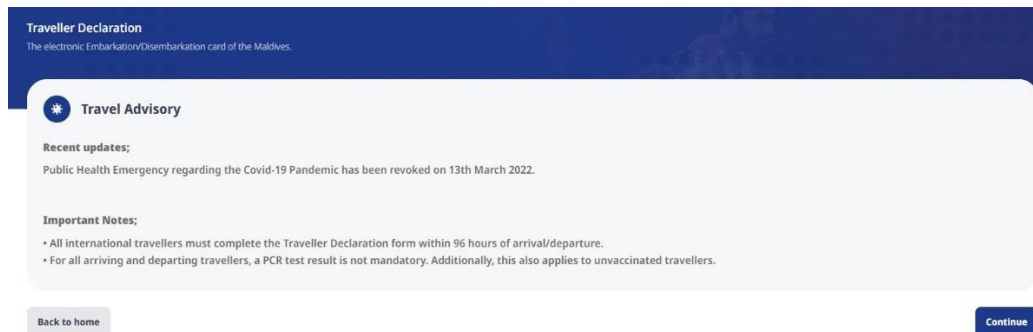 Traveller Declaration
The electronic Embarkation/Disembarkation card of the Maldives.
Travel Advisory
Recent updates;
Public Health Emergency regarding the Covid-19 Pandemic has been revoked on 13th March 2022.
Important Notes;
• All international travellers must complete the Traveller Declaration form within 96 hours of arrival/departure.
• For all arriving and departing travellers, a PCR test result is not mandatory. Additionally, this also applies to unvaccinated travellers.
Back to home
Continue